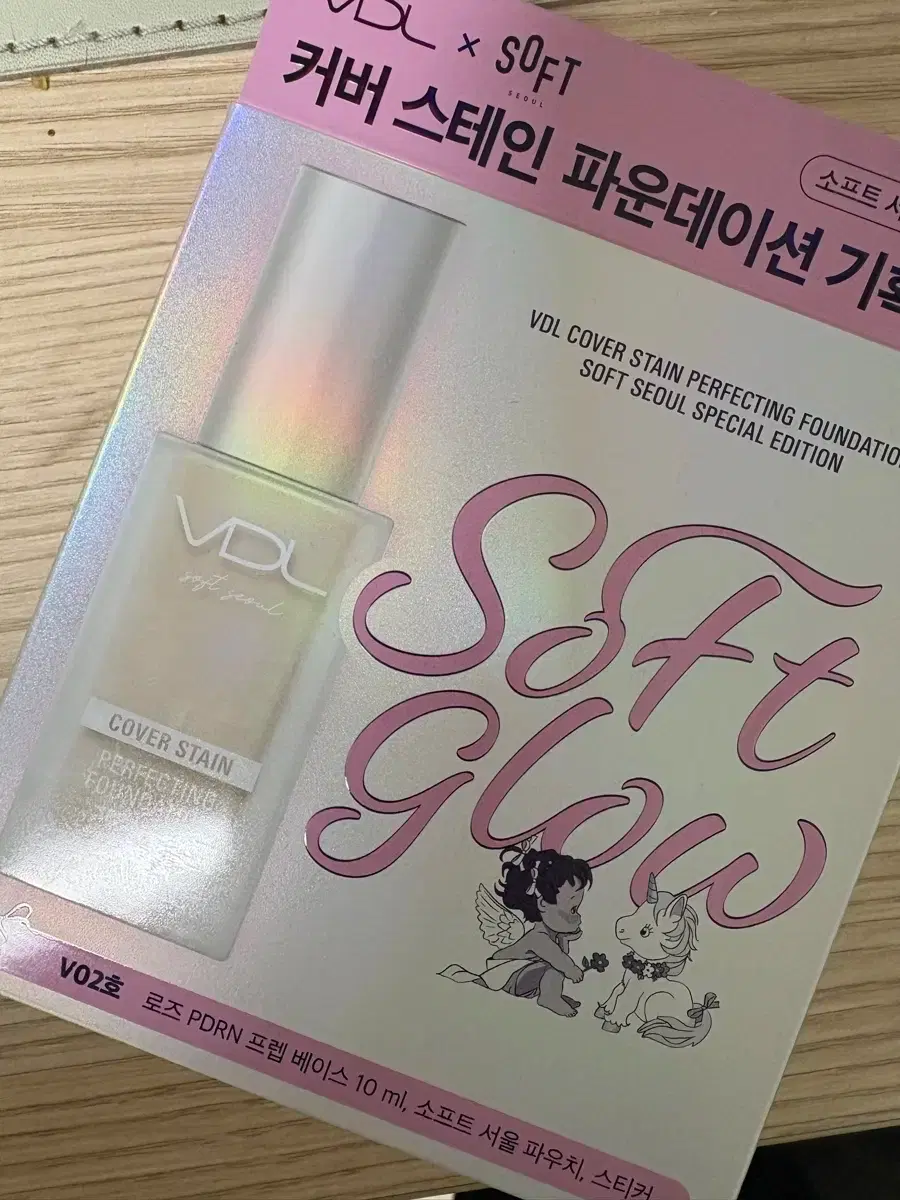 VDL × SOFT
SEOUL
커버 스테인 파운데이션 기획
소프트 서
VDL COVER STAIN PERFECTING FOUNDATION
SOFT SEOUL SPECIAL EDITION
VDL
soft seoul
COVER STAIN
PERFECTING
Soft
Glow
V02호 로즈 PDRN 프렙 베이스 10 ml, 소프트 서울 파우치, 스티커